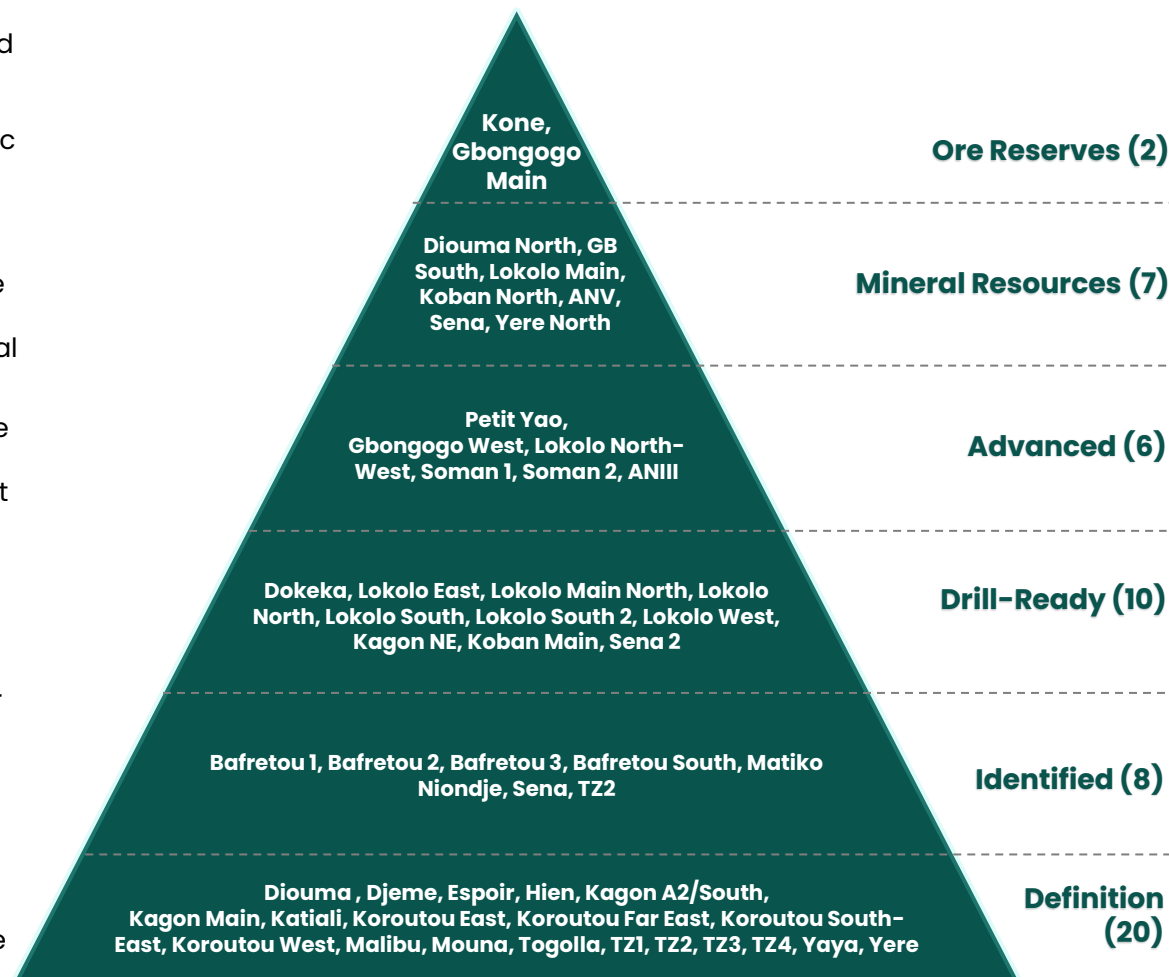 d
c
e
al
e
t
.
e
Kone,
Gbongogo
Main
Ore Reserves (2)
Diouma North, GB
South, Lokolo Main,
Koban North, ANV,
Sena, Yere North
Mineral Resources (7)
Petit Yao,
Gbongogo West, Lokolo North-
West, Soman 1, Soman 2, ANIII
Advanced (6)
Dokeka, Lokolo East, Lokolo Main North, Lokolo
North, Lokolo South, Lokolo South 2, Lokolo West,
Kagon NE, Koban Main, Sena 2
Drill-Ready (10)
Bafretou 1, Bafretou 2, Bafretou 3, Bafretou South, Matiko
Niondje, Sena, TZ2
Identified (8)
Diouma , Djeme, Espoir, Hien, Kagon A2/South,
Kagon Main, Katiali, Koroutou East, Koroutou Far East, Koroutou South-
East, Koroutou West, Malibu, Mouna, Togolla, TZ1, TZ2, TZ3, TZ4, Yaya, Yere
Definition
(20)